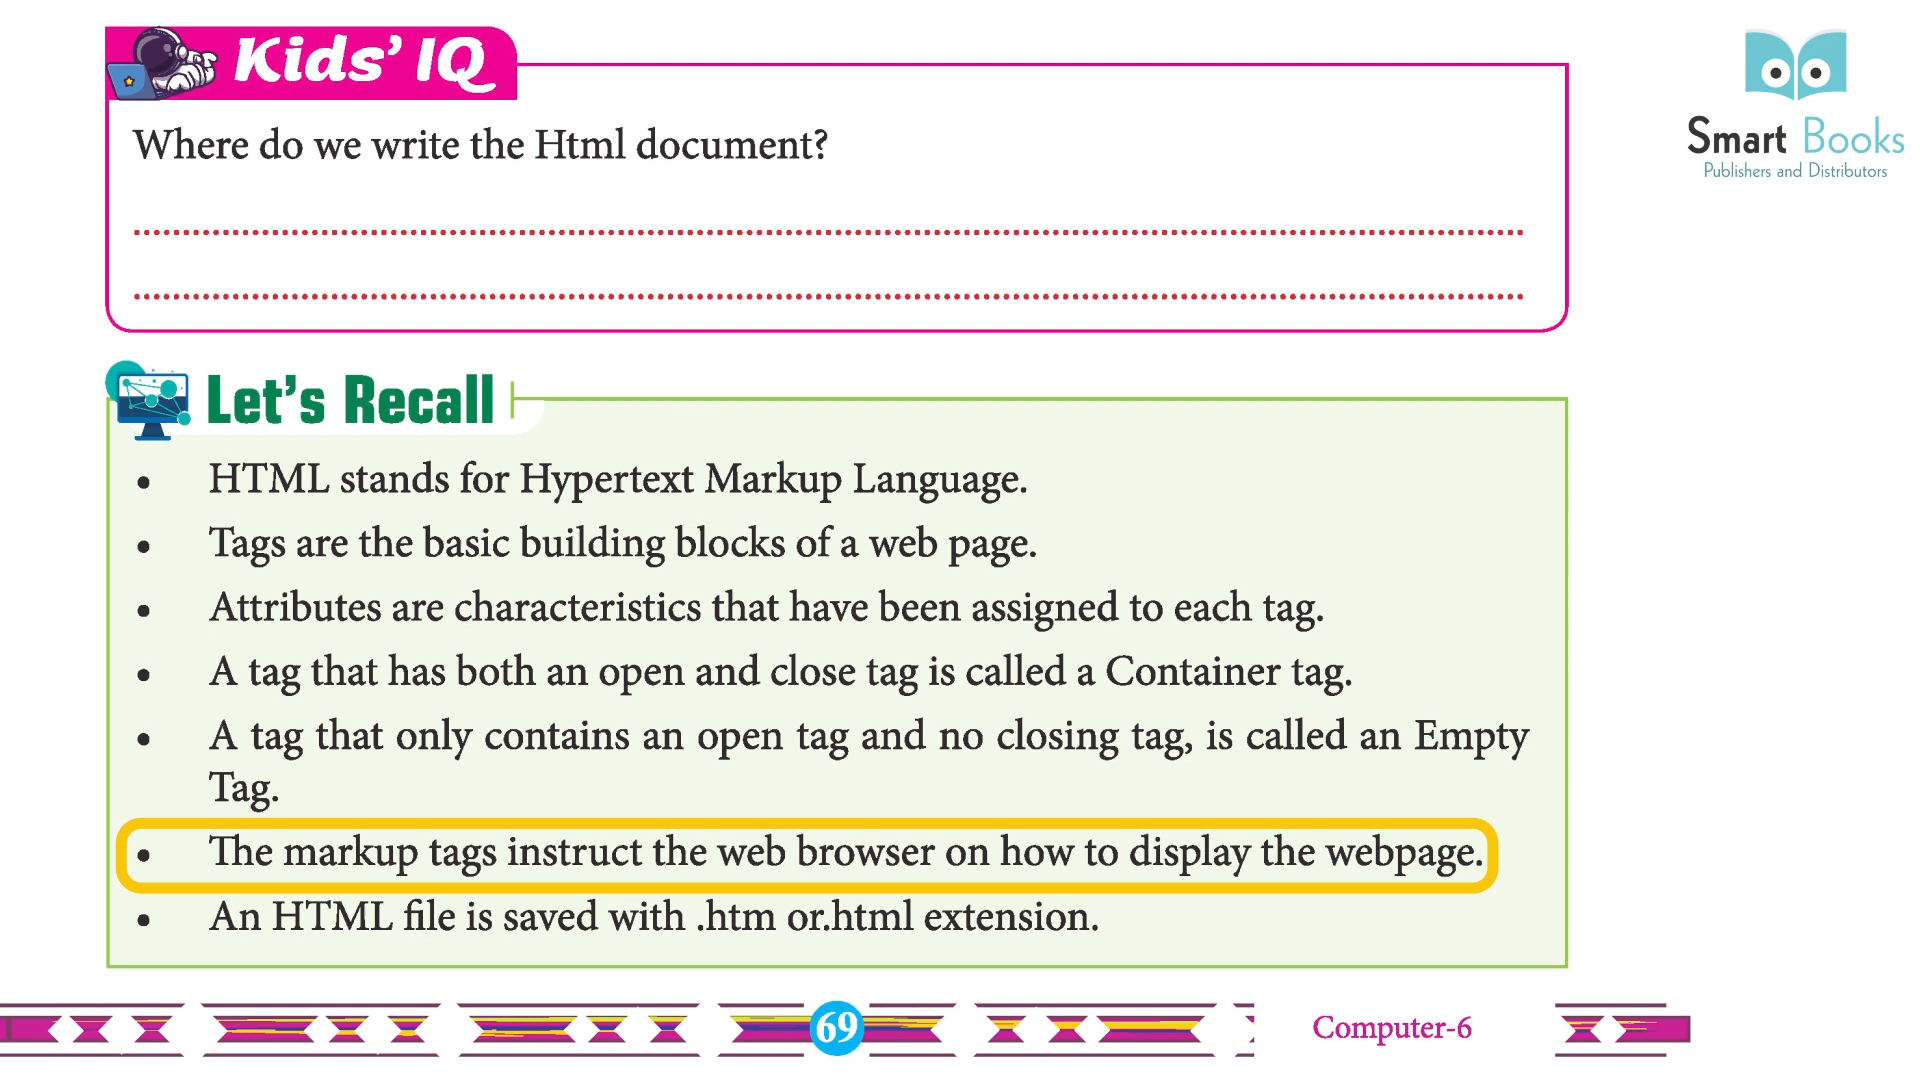 Kids' IQ
Smart Books
Publishers and Distributors
Where do we write the Html document?
Let's Recall
• HTML stands for Hypertext Markup Language.
• Tags are the basic building blocks of a web page.
• Attributes are characteristics that have been assigned to each tag.
• A tag that has both an open and close tag is called a Container tag.
• A tag that only contains an open tag and no closing tag, is called an Empty
Tag.
• The markup tags instruct the web browser on how to display the webpage.
• An HTML file is saved with .htm or.html extension.
69
Computer-6